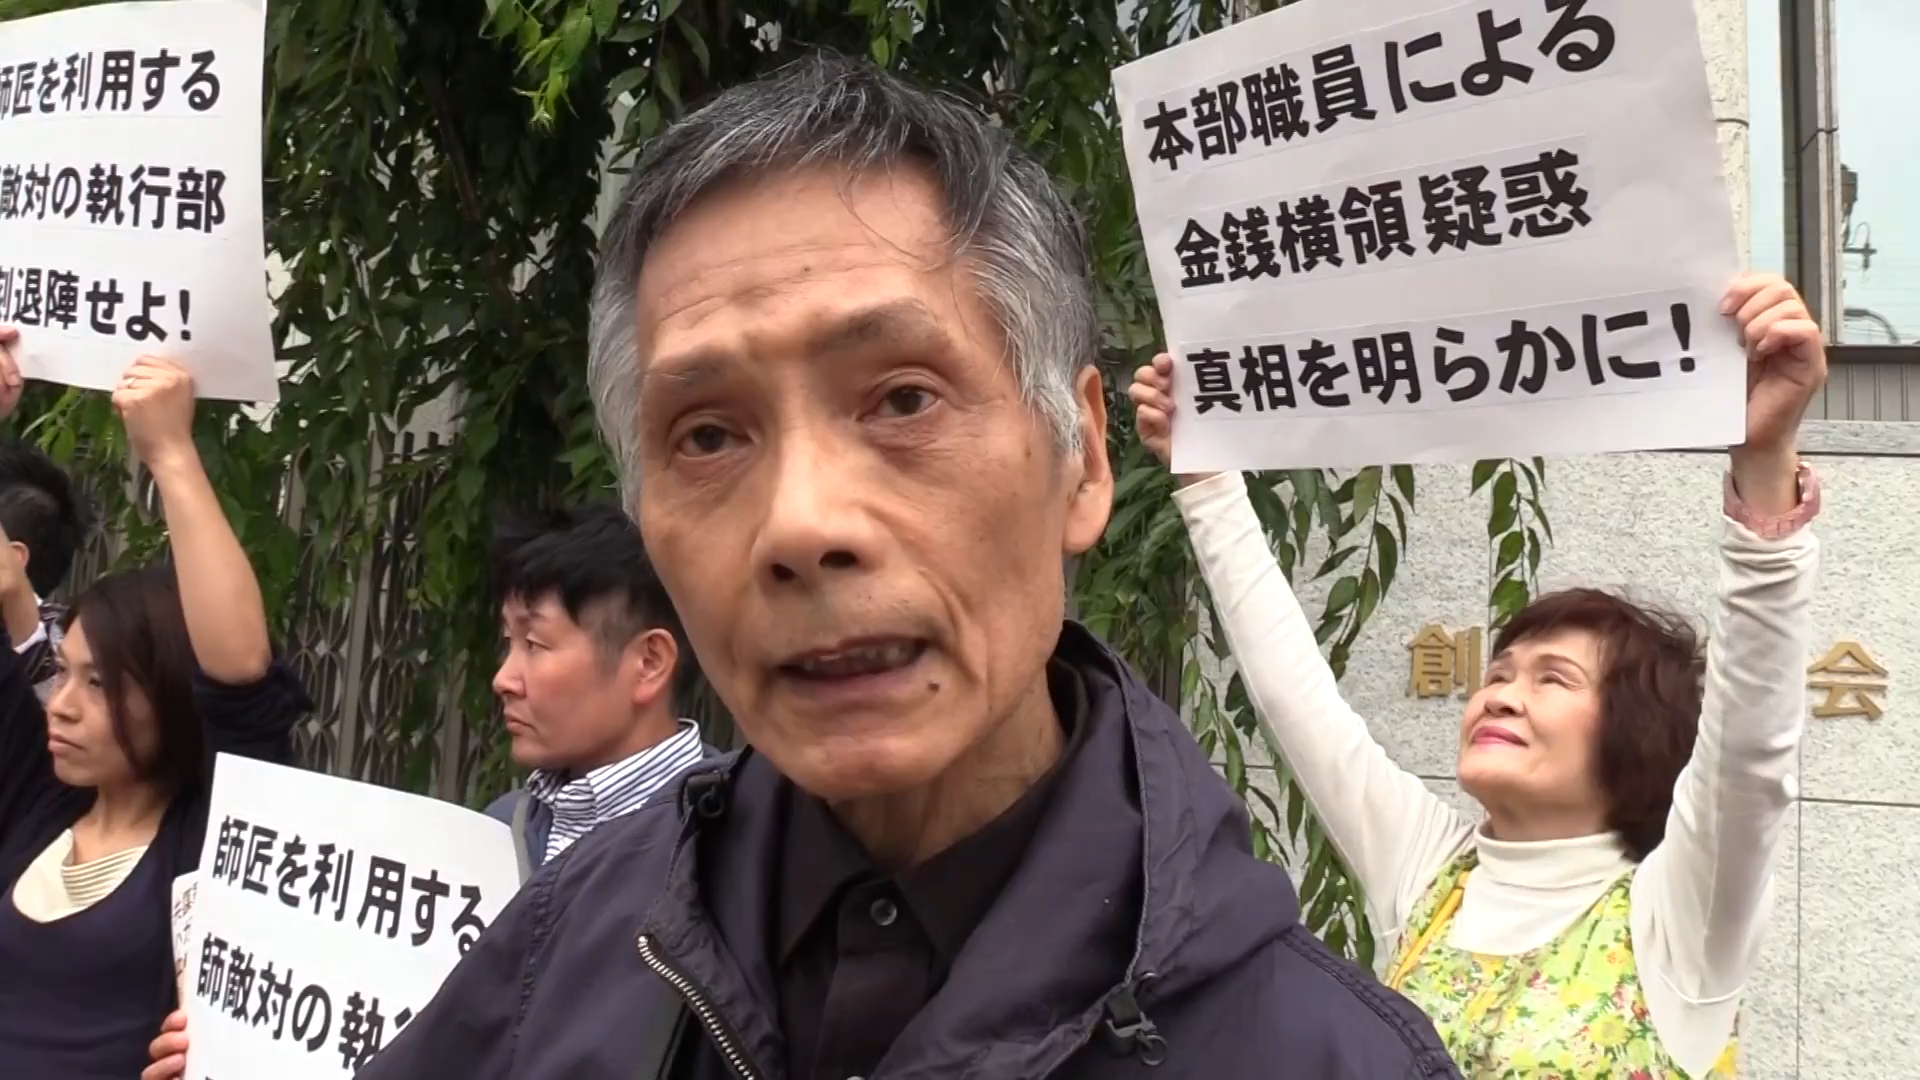 師匠を利用する
敵対の執行部
刻退陣せよ！
本部職員による
金銭横領疑惑
真相を明らかに！
創
会
師匠を利用する
師敵対の執行